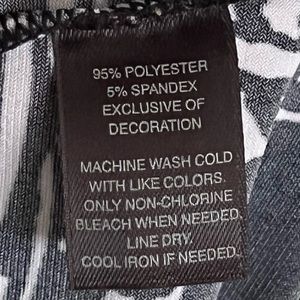 95% POLYESTER
5% SPANDEX
EXCLUSIVE OF
DECORATION
MACHINE WASH COLD
WITH LIKE COLORS.
ONLY NON-CHLORINE
BLEACH WHEN NEEDED.
LINE DRY.
COOL IRON IF NEEDED.